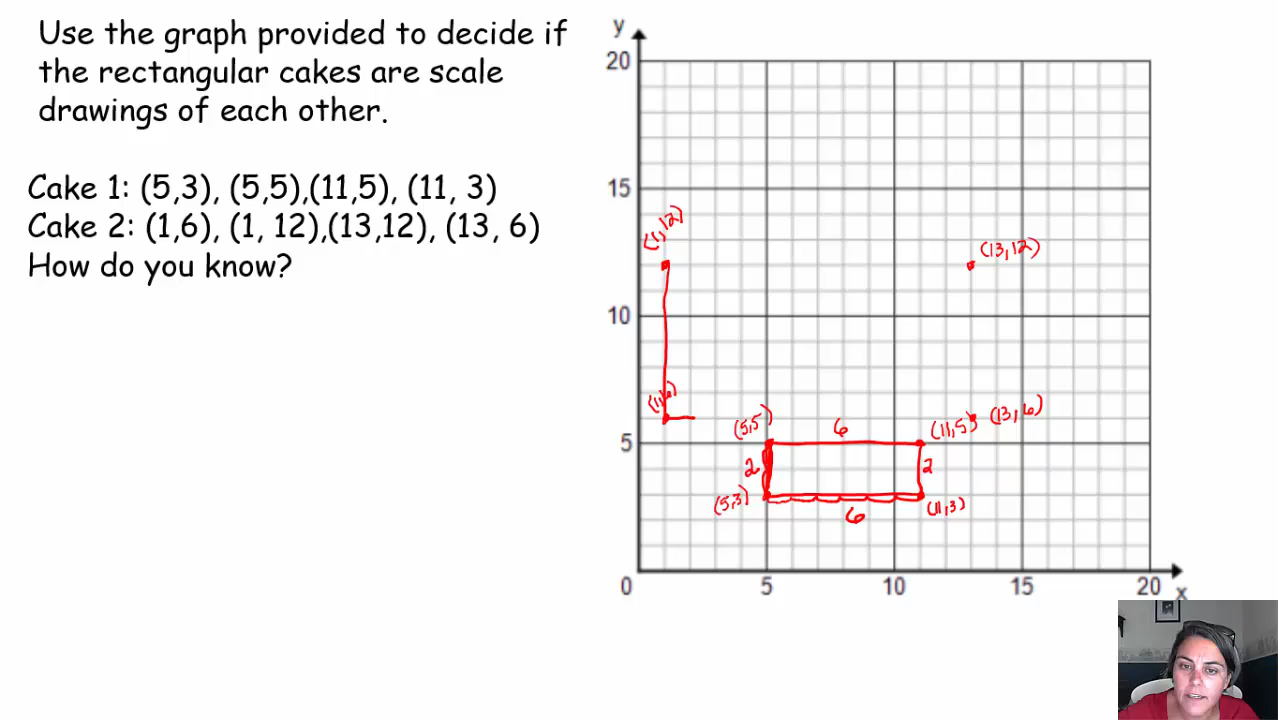 Use the graph provided to decide if
the rectangular cakes are scale
drawings of each other.
Cake 1: (5,3), (5,5),(11,5), (11, 3)
Cake 2: (1,6), (1, 12),(13,12), (13, 6)
How do you know?
y
20
15
(1,12)
(13,12)
10
(1,6)
(5,5)
6
(11,5)
(13,6)
5
2
2
(5,3)
6
(11,3)
0
5
10
15
20
x